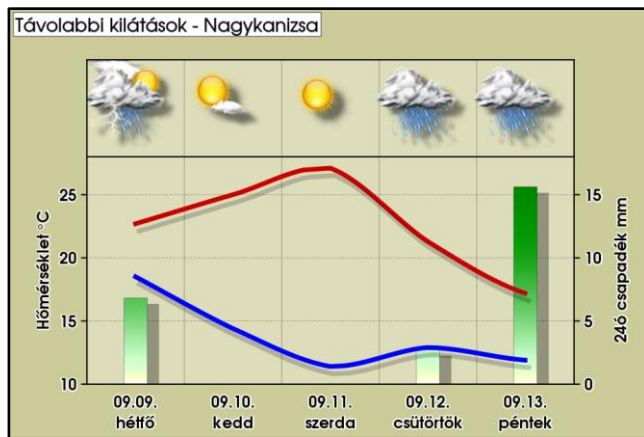 Távolabbi kilátások - Nagykanizsa
Hőmérséklet °C
25
20
15
10
15
10
5
0
24ó csapadék mm
09.09. 09.10. 09.11. 09.12. 09.13.
hétfő kedd szerda csütörtök péntek